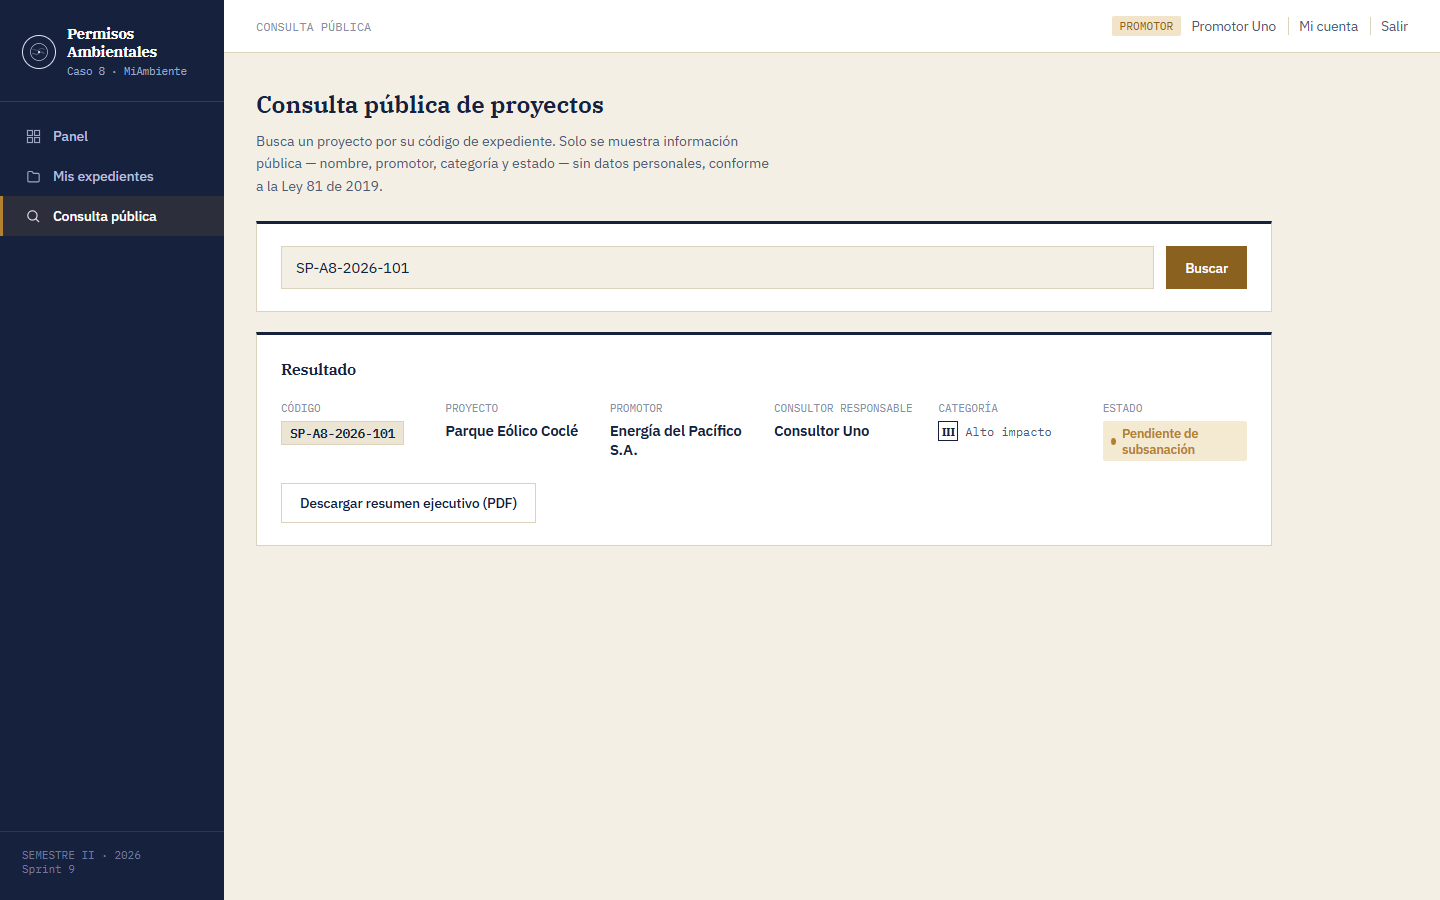 Permisos
Ambientales
Caso 8 · MiAmbiente
Panel
Mis expedientes
Consulta pública
SEMESTRE II · 2026
Sprint 9
CONSULTA PÚBLICA
PROMOTOR
Promotor Uno
Mi cuenta
Salir
Consulta pública de proyectos
Busca un proyecto por su código de expediente. Solo se muestra información
pública — nombre, promotor, categoría y estado — sin datos personales, conforme
a la Ley 81 de 2019.
SP-A8-2026-101
Buscar
Resultado
CÓDIGO
SP-A8-2026-101
PROYECTO
Parque Eólico Coclé
PROMOTOR
Energía del Pacífico
S.A.
CONSULTOR RESPONSABLE
Consultor Uno
CATEGORÍA
III Alto impacto
ESTADO
Pendiente de
subsanación
Descargar resumen ejecutivo (PDF)